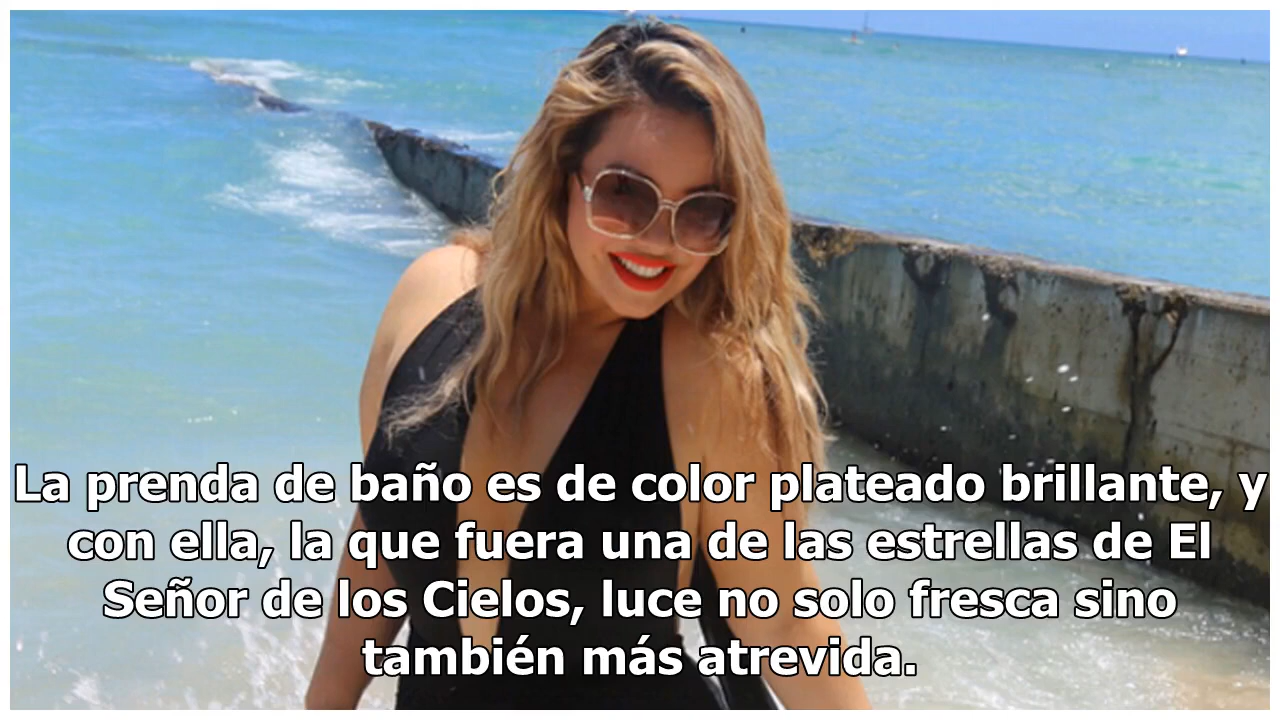 La prenda de baño es de color plateado brillante, y
con ella, la que fuera una de las estrellas de El
Señor de los Cielos, luce no solo fresca sino
también más atrevida.